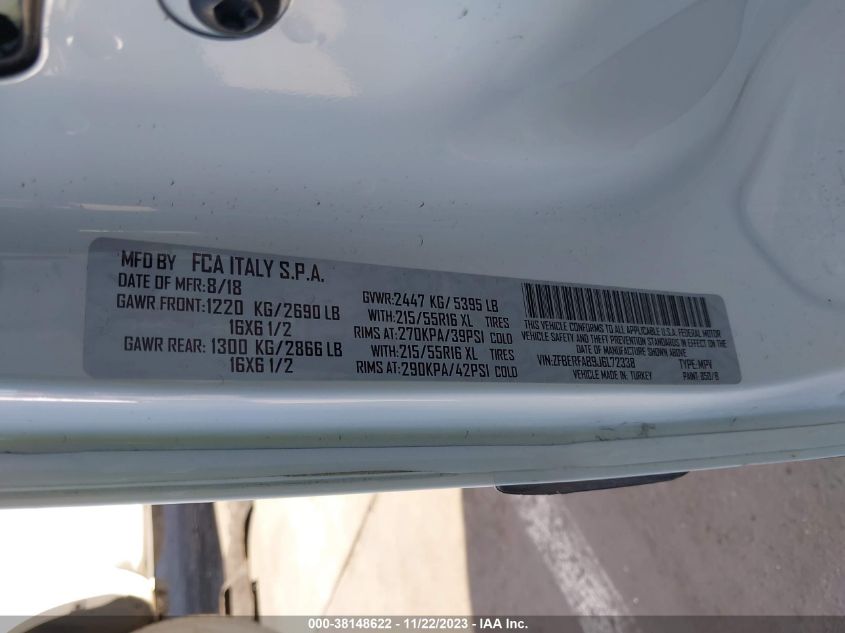 MFD BY FCA ITALY S.P.A.
DATE OF MFR:8/18
GAWR FRONT:1220 KG/2690 LB
16X6 1/2
GAWR REAR: 1300 KG/2866 LB
16X6 1/2
GVWR:2447 KG/ 5395 LB
WITH:215/55R16 XL TIRES
RIMS AT:270KPA/39PSI COLD
WITH:215/55R16 XL TIRES
RIMS AT:290KPA/42PSI COLD
THIS VEHICLE CONFORMS TO ALL APPLICABLE U.S.A. FEDERAL MOTOR
VEHICLE SAFETY AND THEFT PREVENTION STANDARDS IN EFFECT ON THE
DATE OF MANUFACTURE SHOWN ABOVE
VIN:ZFBERFAB9J6L72338 TYPE:MPV
VEHICLE MADE IN: TURKEY PAINT: 250/B
000-38148622 - 11/22/2023 - IAA Inc.